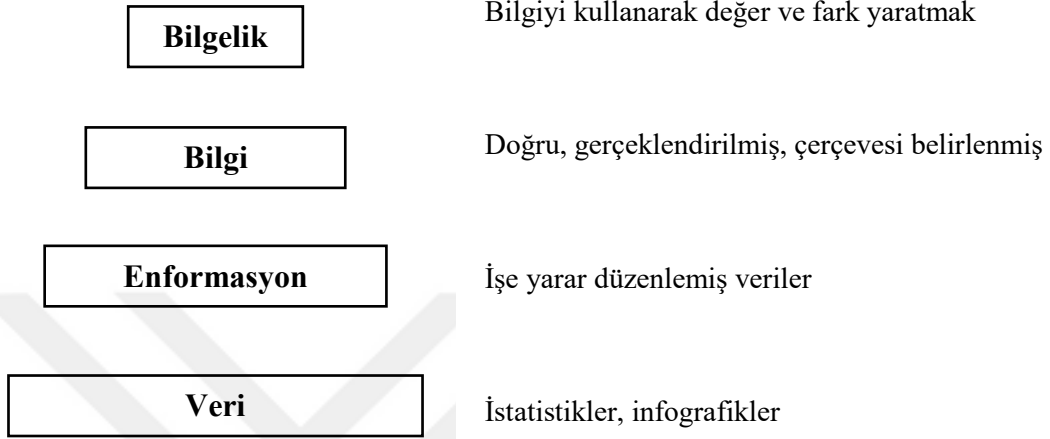 Bilgelik
Bilgiyi kullanarak değer ve fark yaratmak
Bilgi
Doğru, gerçeklendirilmiş, çerçevesi belirlenmiş
Enformasyon
İşe yarar düzenlemiş veriler
Veri
İstatistikler, infografikler